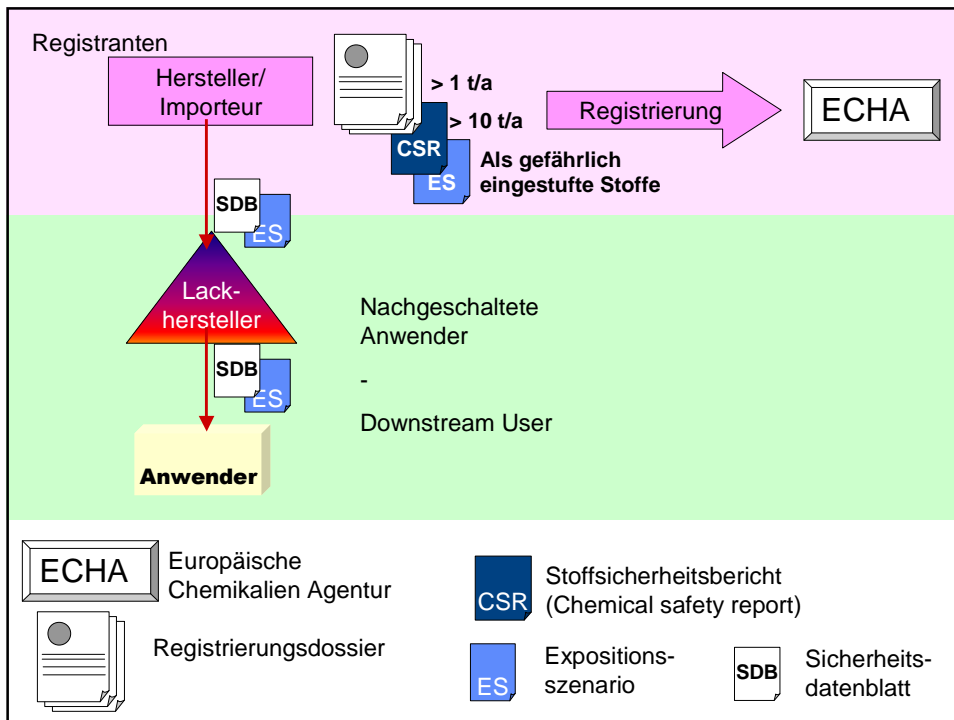 Registranten
Hersteller/
Importeur
> 1 t/a
> 10 t/a
CSR
ES
Als gefährlich
eingestufte Stoffe
Registrierung
ECHA
SDB
ES
Lack-
hersteller
Nachgeschaltete
Anwender
-
Downstream User
SDB
ES
Anwender
ECHA
Europäische
Chemikalien Agentur
Registrierungsdossier
CSR
Stoffsicherheitsbericht
(Chemical safety report)
ES
Expositions-
szenario
SDB
Sicherheits-
datenblatt